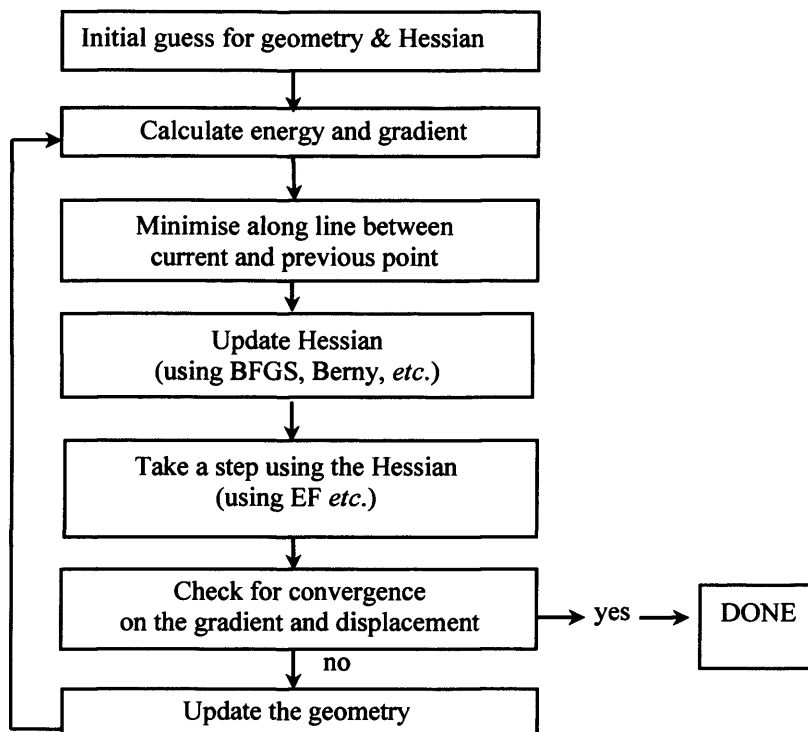 Initial guess for geometry & Hessian
Calculate energy and gradient
Minimise along line between
current and previous point
Update Hessian
(using BFGS, Berny, etc.)
Take a step using the Hessian
(using EF etc.)
Check for convergence
on the gradient and displacement
yes
DONE
no
Update the geometry